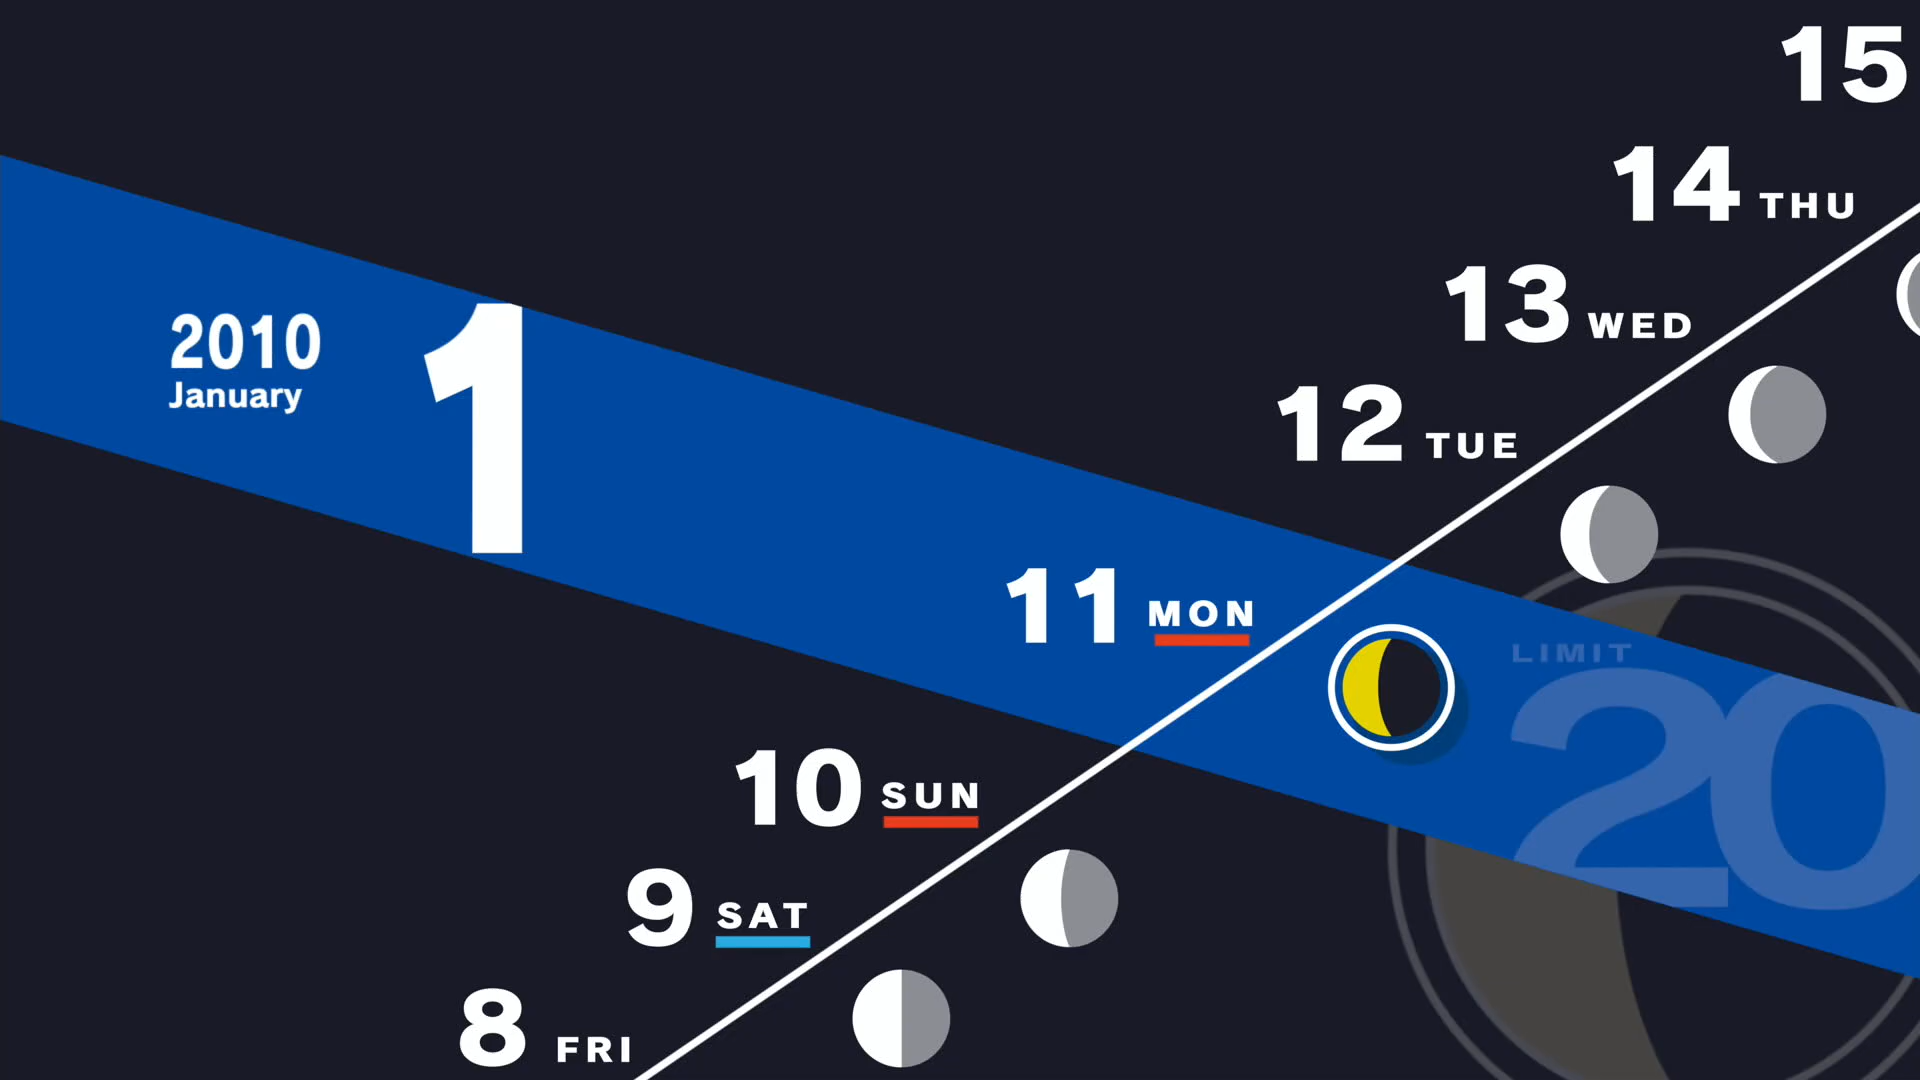 15
14 THU
13 WED
2010
January
1
12 TUE
11 MON
LIMIT
20
10 SUN
9 SAT
8 FRI